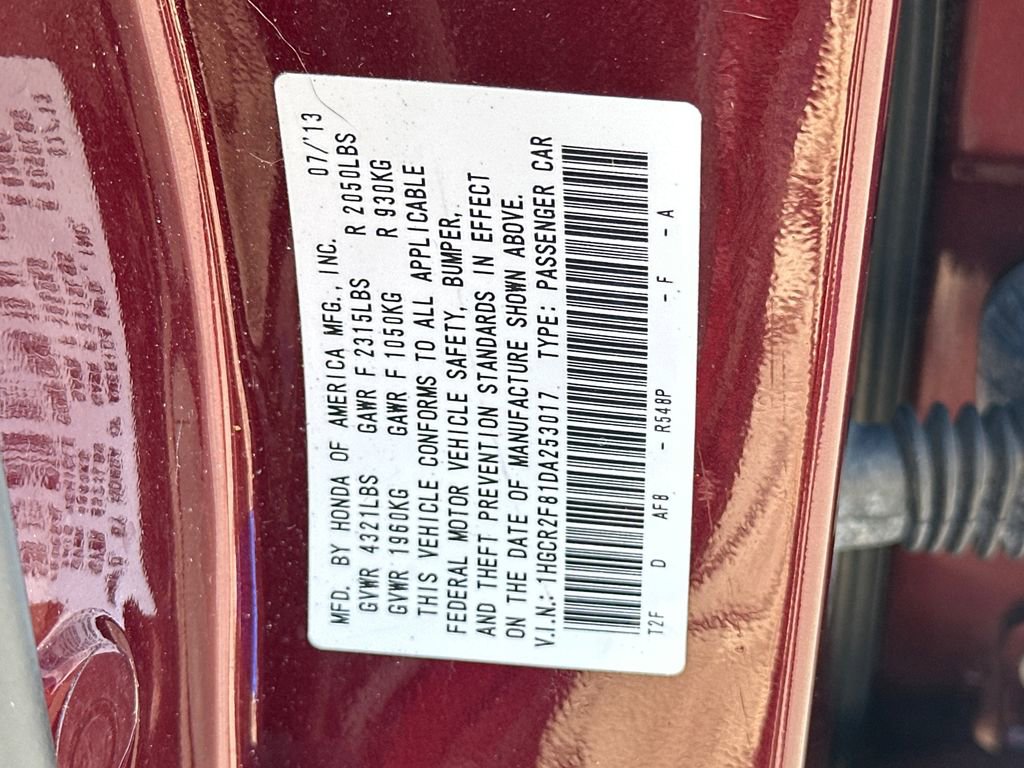 MFD. BY HONDA OF AMERICA MFG., INC. 07/'13
GVWR 4321LBS GAWR F 2315LBS R 2050LBS
GVWR 1960KG GAWR F 1050KG R 930KG
THIS VEHICLE CONFORMS TO ALL APPLICABLE
FEDERAL MOTOR VEHICLE SAFETY, BUMPER,
AND THEFT PREVENTION STANDARDS IN EFFECT
ON THE DATE OF MANUFACTURE SHOWN ABOVE.
V.I.N.: 1HGCR2F81DA253017 TYPE: PASSENGER CAR
T2F D AF8 - R548P - F - A